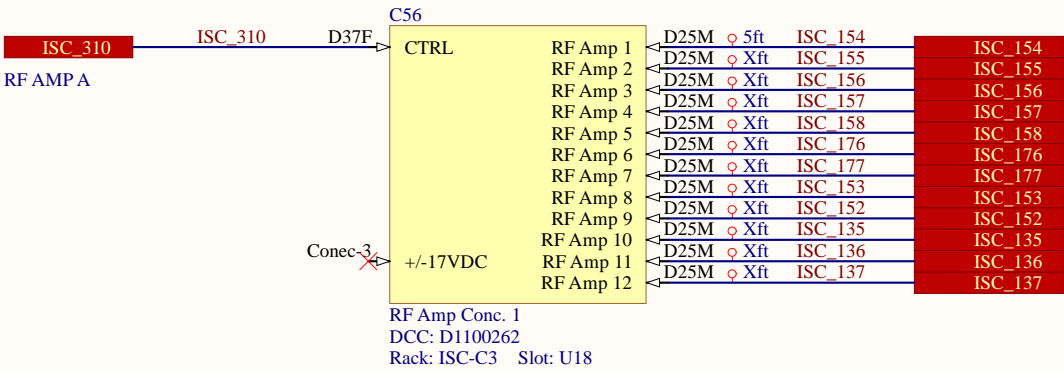 C56
ISC_310 ISC_310 D37F CTRL RF Amp 1 D25M 5ft ISC_154 ISC_154
RF AMP A RF Amp 2 D25M Xft ISC_155 ISC_155
RF Amp 3 D25M Xft ISC_156 ISC_156
RF Amp 4 D25M Xft ISC_157 ISC_157
RF Amp 5 D25M Xft ISC_158 ISC_158
RF Amp 6 D25M Xft ISC_176 ISC_176
RF Amp 7 D25M Xft ISC_177 ISC_177
RF Amp 8 D25M Xft ISC_153 ISC_153
RF Amp 9 D25M Xft ISC_152 ISC_152
RF Amp 10 D25M Xft ISC_135 ISC_135
Conec-3 +/-17VDC RF Amp 11 D25M Xft ISC_136 ISC_136
RF Amp 12 D25M Xft ISC_137 ISC_137
RF Amp Conc. 1
DCC: D1100262
Rack: ISC-C3 Slot: U18